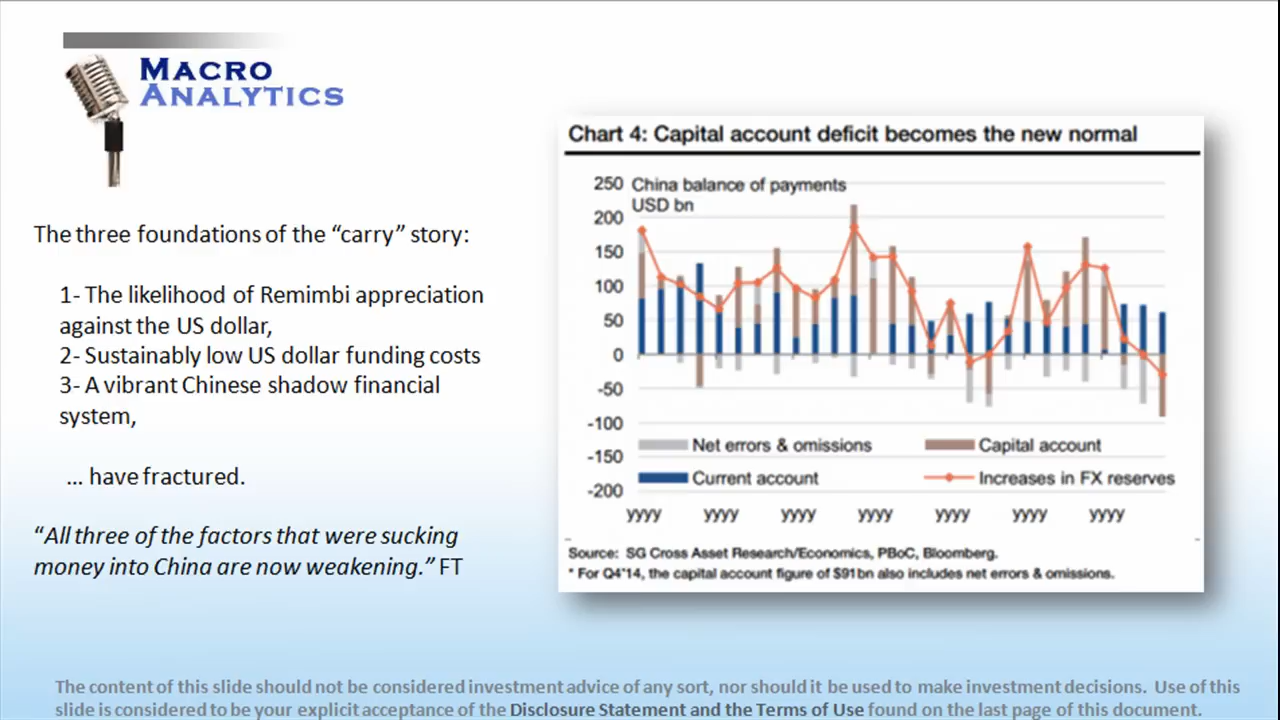 MACRO
ANALYTICS
The three foundations of the “carry” story:
1- The likelihood of Remimbi appreciation
against the US dollar,
2- Sustainably low US dollar funding costs
3- A vibrant Chinese shadow financial
system,
... have fractured.
“All three of the factors that were sucking
money into China are now weakening.” FT
Chart 4: Capital account deficit becomes the new normal
China balance of payments
USD bn
250
200
150
100
50
0
-50
-100
-150
-200
Net errors & omissions
Capital account
Current account
Increases in FX reserves
yyyy yyyy yyyy yyyy yyyy yyyy yyyy
Source: SG Cross Asset Research/Economics, PBoC, Bloomberg.
* For Q4'14, the capital account figure of $91bn also includes net errors & omissions.
The content of this slide should not be considered investment advice of any sort, nor should it be used to make investment decisions. Use of this
slide is considered to be your explicit acceptance of the Disclosure Statement and the Terms of Use found on the last page of this document.